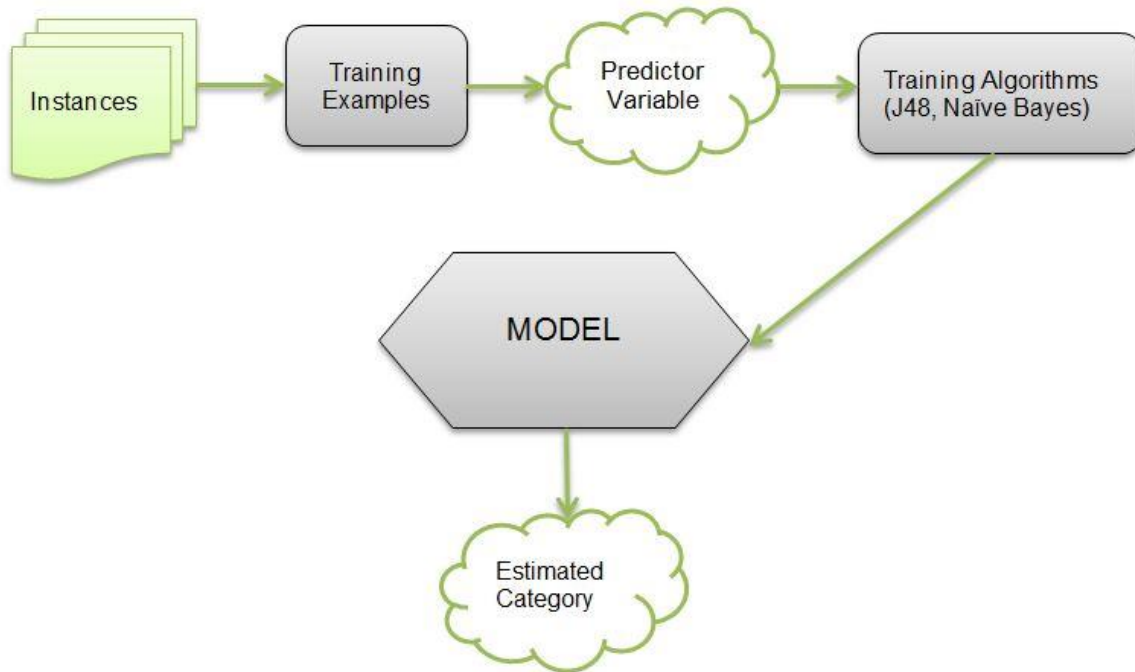 Instances
Training
Examples
Predictor
Variable
Training Algorithms
(J48, Naïve Bayes)
MODEL
Estimated
Category